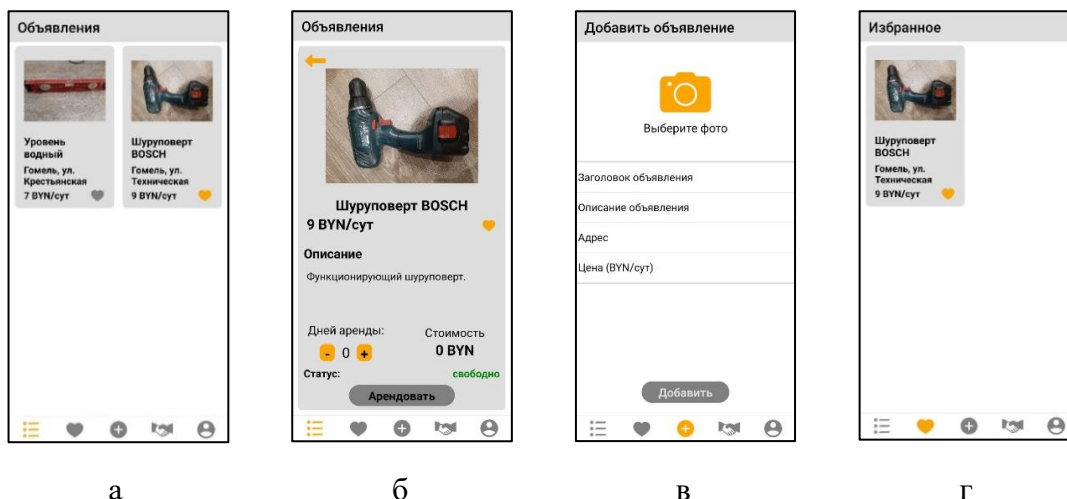 Объявления
Уровень
водный
Гомель, ул.
Крестьянская
7 BYN/сут
Шуруповерт
BOSCH
Гомель, ул.
Техническая
9 BYN/сут
Объявления
Шуруповерт BOSCH
9 BYN/сут
Описание
Функционирующий шуруповерт.
Дней аренды:
Стоимость
- 0 +
0 BYN
Статус:
свободно
Арендовать
Добавить объявление
Выберите фото
Заголовок объявления
Описание объявления
Адрес
Цена (BYN/сут)
Добавить
Избранное
Шуруповерт
BOSCH
Гомель, ул.
Техническая
9 BYN/сут
а
б
в
г